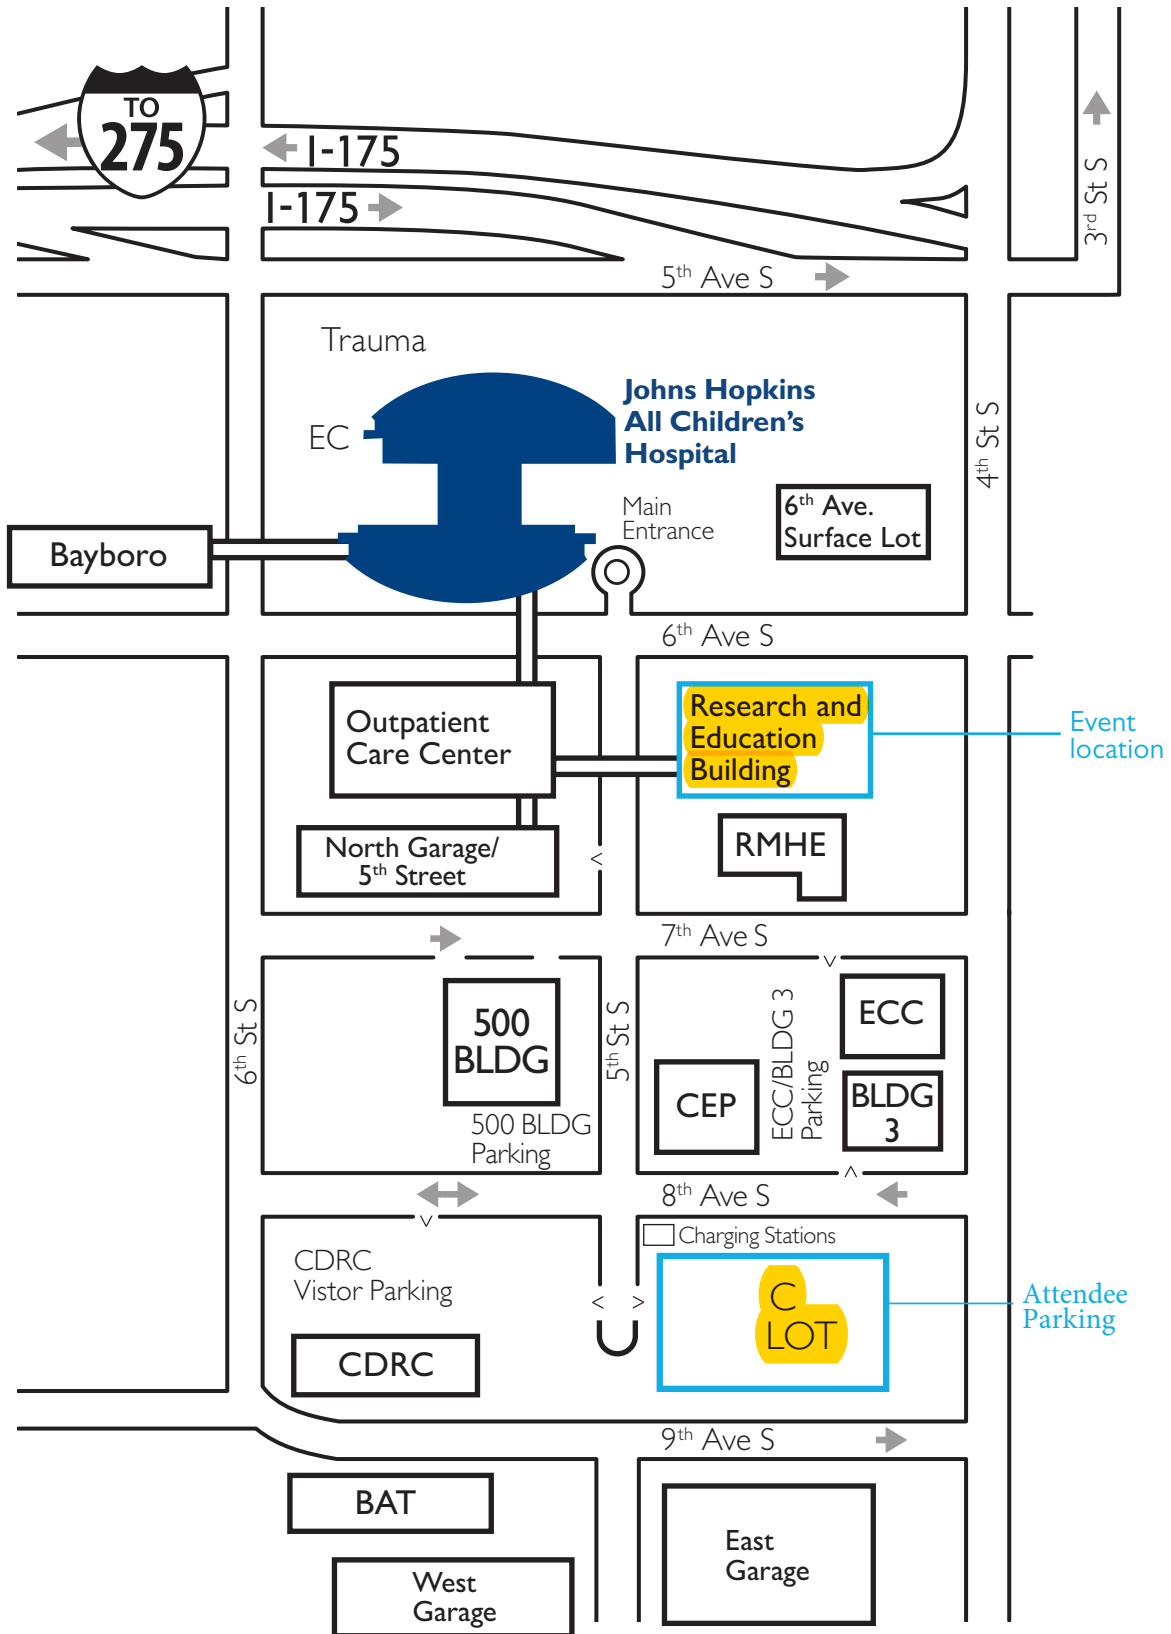 TO
275
I-175
I-175
3rd St S
5th Ave S
Trauma
Johns Hopkins
All Children’s
Hospital
EC
4th St S
Main
Entrance
6th Ave.
Surface Lot
Bayboro
6th Ave S
Outpatient
Care Center
Research and
Education
Building
Event
location
North Garage/
5th Street
RMHE
7th Ave S
6th St S
500
BLDG
5th St S
ECC/BLDG 3
Parking
ECC
CEP
BLDG
3
500 BLDG
Parking
8th Ave S
Charging Stations
CDRC
Vistor Parking
C
LOT
Attendee
Parking
CDRC
9th Ave S
BAT
East
Garage
West
Garage